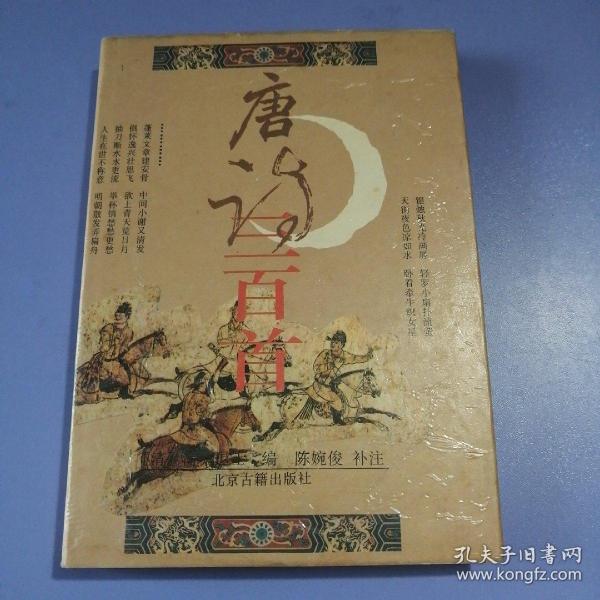 唐诗
三百首
蓬莱文章建安骨 中间小谢又清发
俱怀逸兴壮思飞 欲上青天览日月
抽刀断水水更流 举杯销愁愁更愁
人生在世不称意 明朝散发弄扁舟
银烛秋光冷画屏 轻罗小扇扑流萤
天街夜色凉如水 卧看牵牛织女星
编 陈婉俊 补注
北京古籍出版社
孔夫子旧书网
www.kongfz.com